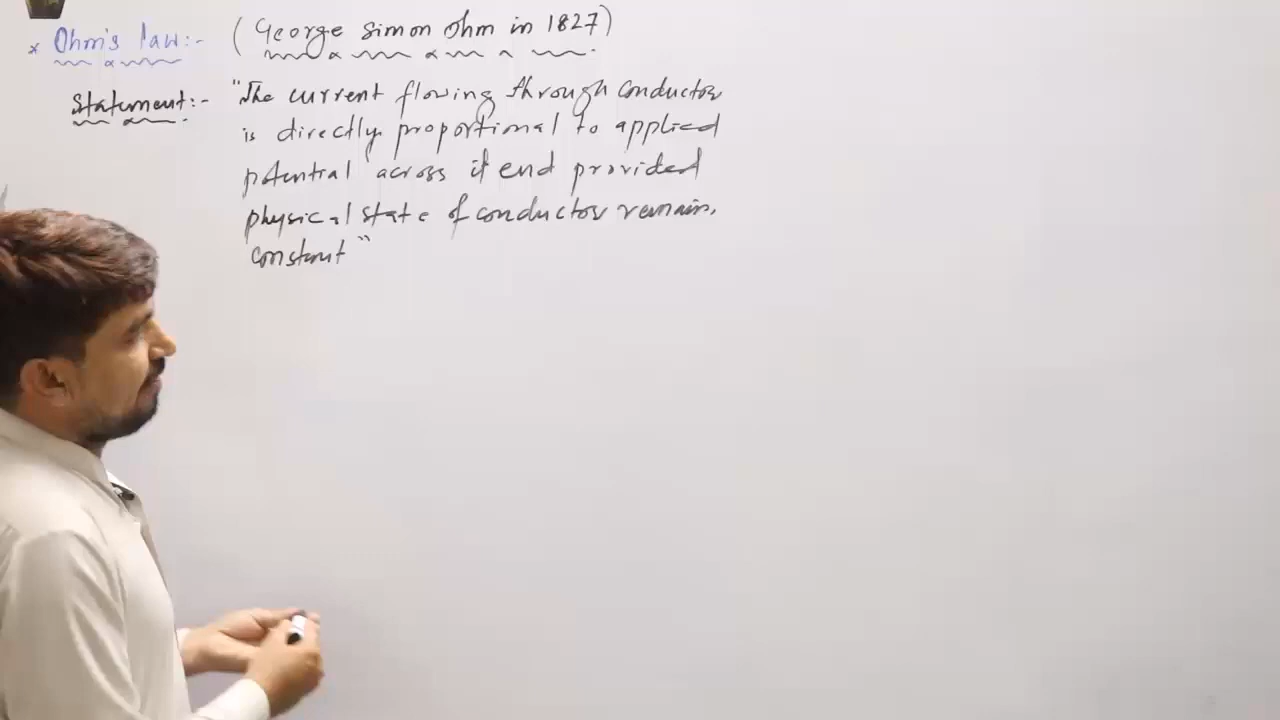 * Ohm's law:- (George Simon Ohm in 1827)
Statement:- "The current flowing through conductor
is directly proportional to applied
potential across it end provided
physical state of conductor remain.
constant"